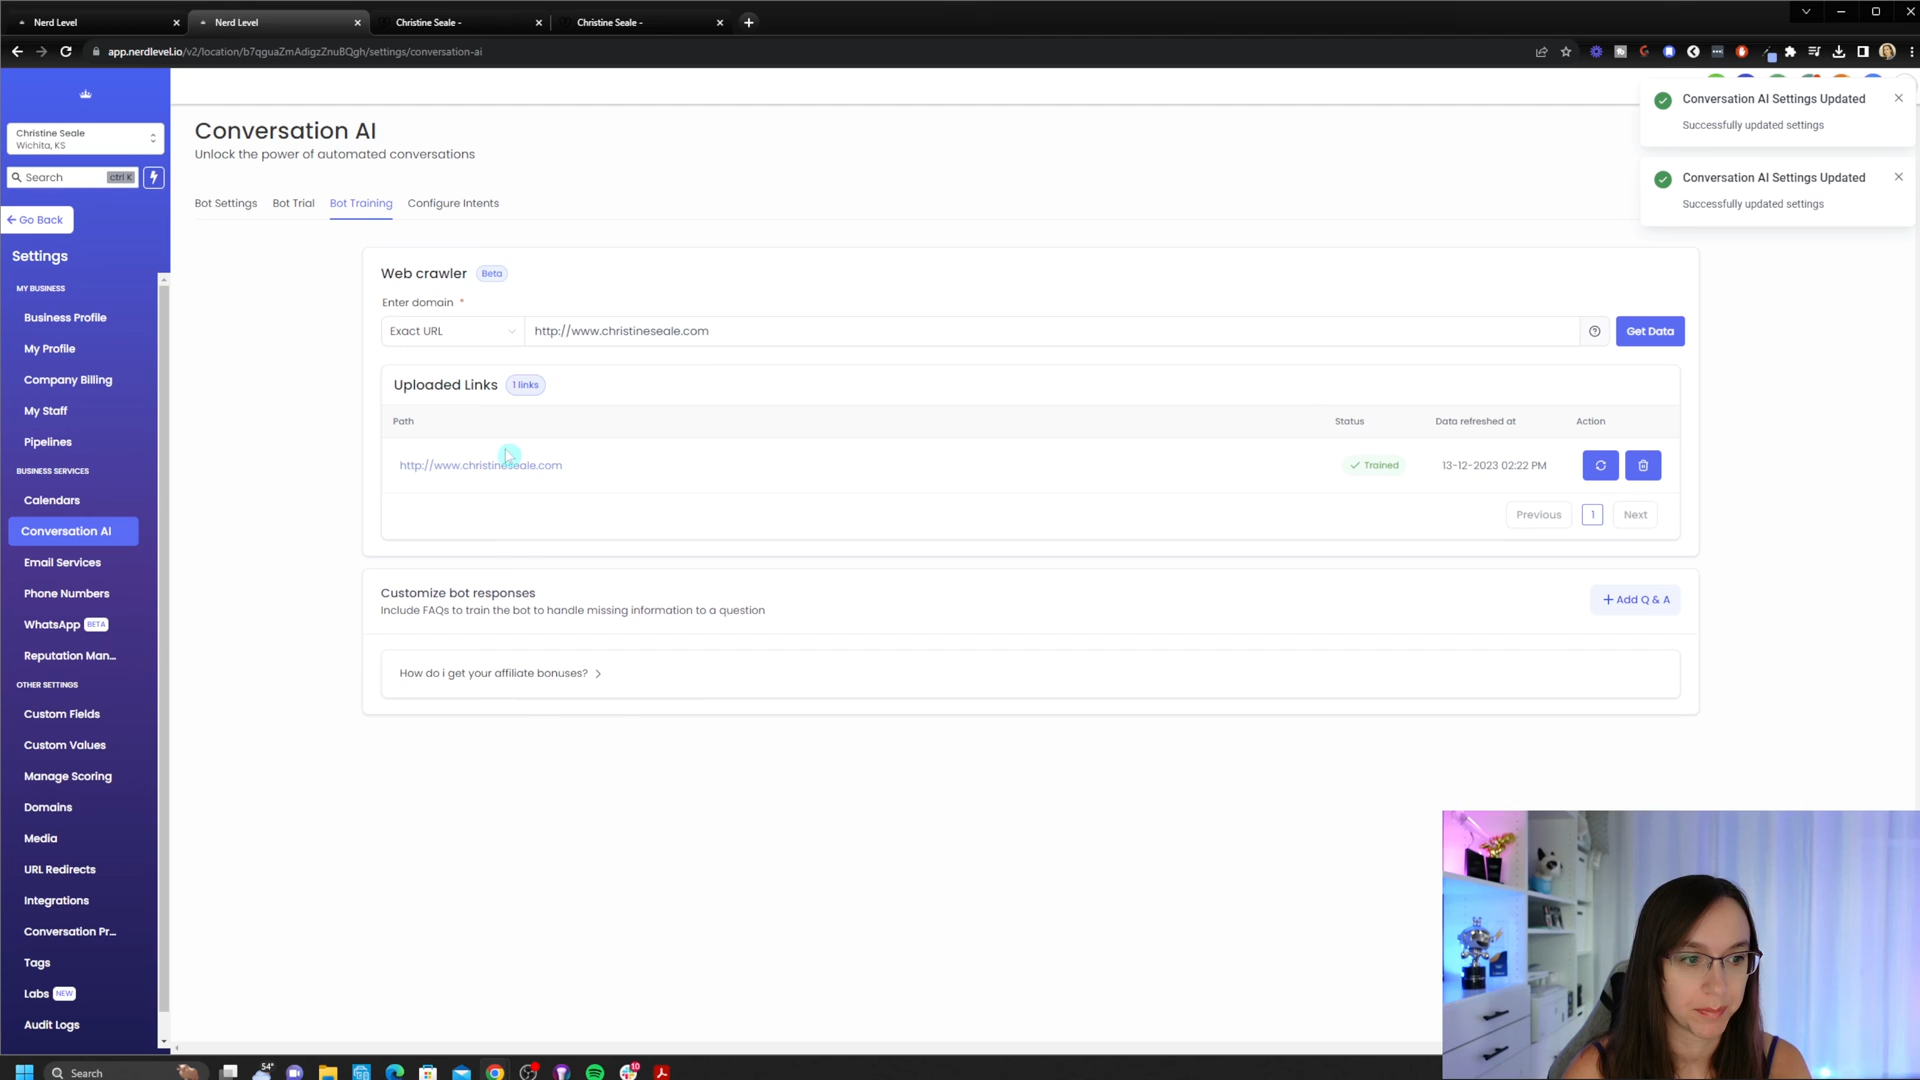 Nerd Level
Nerd Level
Christine Seale -
Christine Seale -
app.nerdlevel.io/v2/location/b7qguaZmAdigzZnuBQgh/settings/conversation-ai
Christine Seale
Wichita, KS
Search ctrl K
Go Back
Settings
MY BUSINESS
Business Profile
My Profile
Company Billing
My Staff
Pipelines
BUSINESS SERVICES
Calendars
Conversation AI
Email Services
Phone Numbers
WhatsApp BETA
Reputation Man...
OTHER SETTINGS
Custom Fields
Custom Values
Manage Scoring
Domains
Media
URL Redirects
Integrations
Conversation Pr...
Tags
Labs NEW
Audit Logs
Conversation AI
Unlock the power of automated conversations
Bot Settings Bot Trial Bot Training Configure Intents
Conversation AI Settings Updated
Successfully updated settings
Conversation AI Settings Updated
Successfully updated settings
Web crawler Beta
Enter domain *
Exact URL http://www.christineseale.com Get Data
Uploaded Links 1 links
Path Status Data refreshed at Action
http://www.christineseale.com Trained 13-12-2023 02:22 PM
Previous 1 Next
Customize bot responses
Include FAQs to train the bot to handle missing information to a question
+ Add Q & A
How do i get your affiliate bonuses?
Search
54°
10